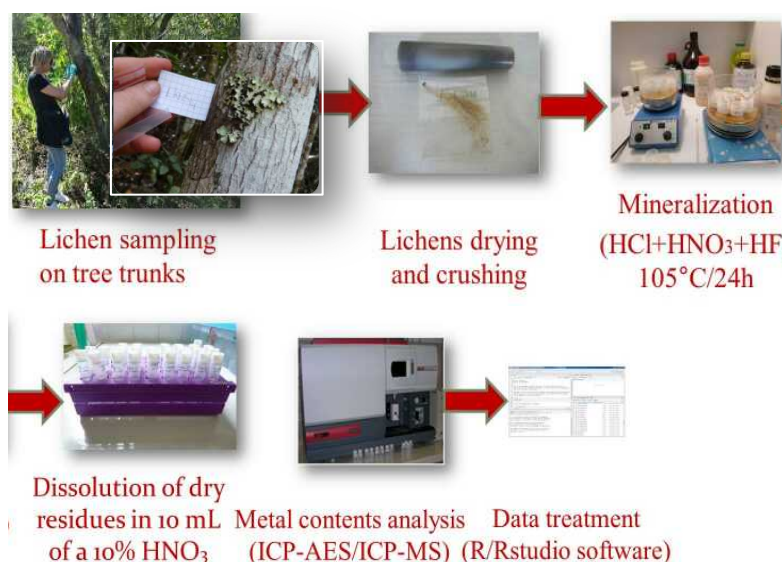 Lichen sampling
on tree trunks
Lichens drying
and crushing
Mineralization
(HCl+HNO₃+HF
105°C/24h
Dissolution of dry
residues in 10 mL
of a 10% HNO₃
Metal contents analysis
(ICP-AES/ICP-MS)
Data treatment
(R/Rstudio software)